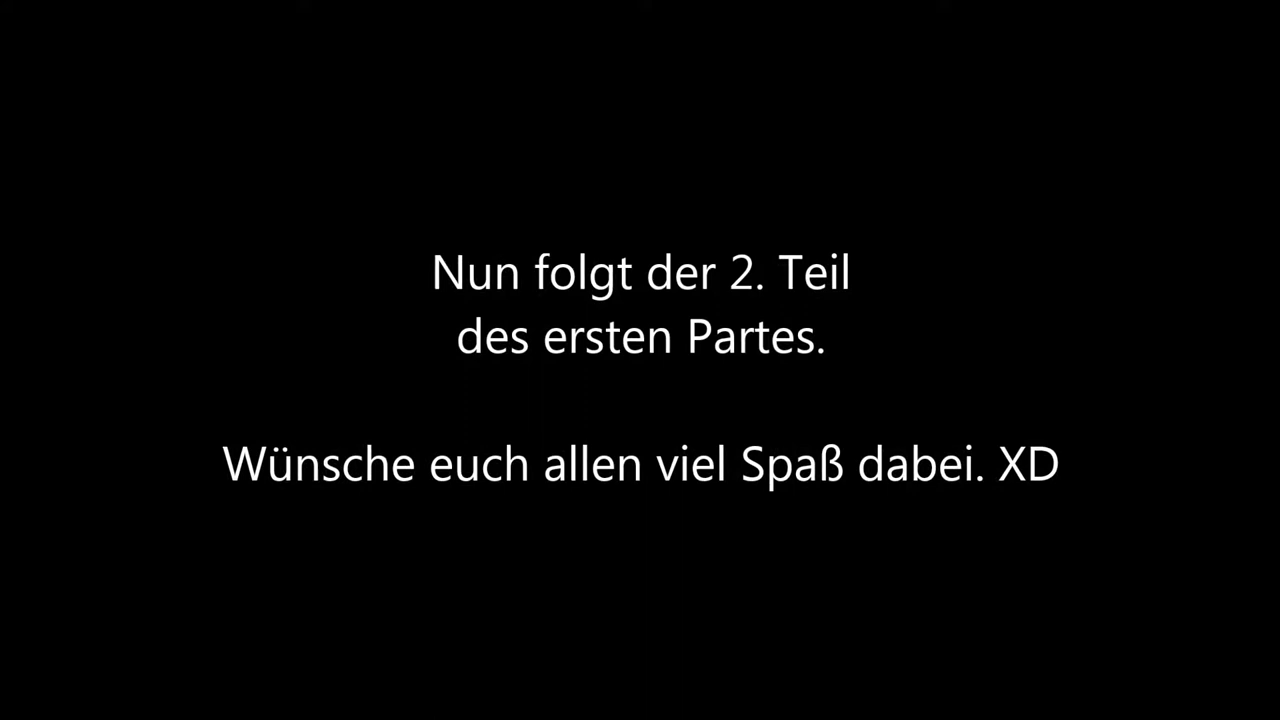 Nun folgt der 2. Teil
des ersten Partes.
Wünsche euch allen viel Spaß dabei. XD